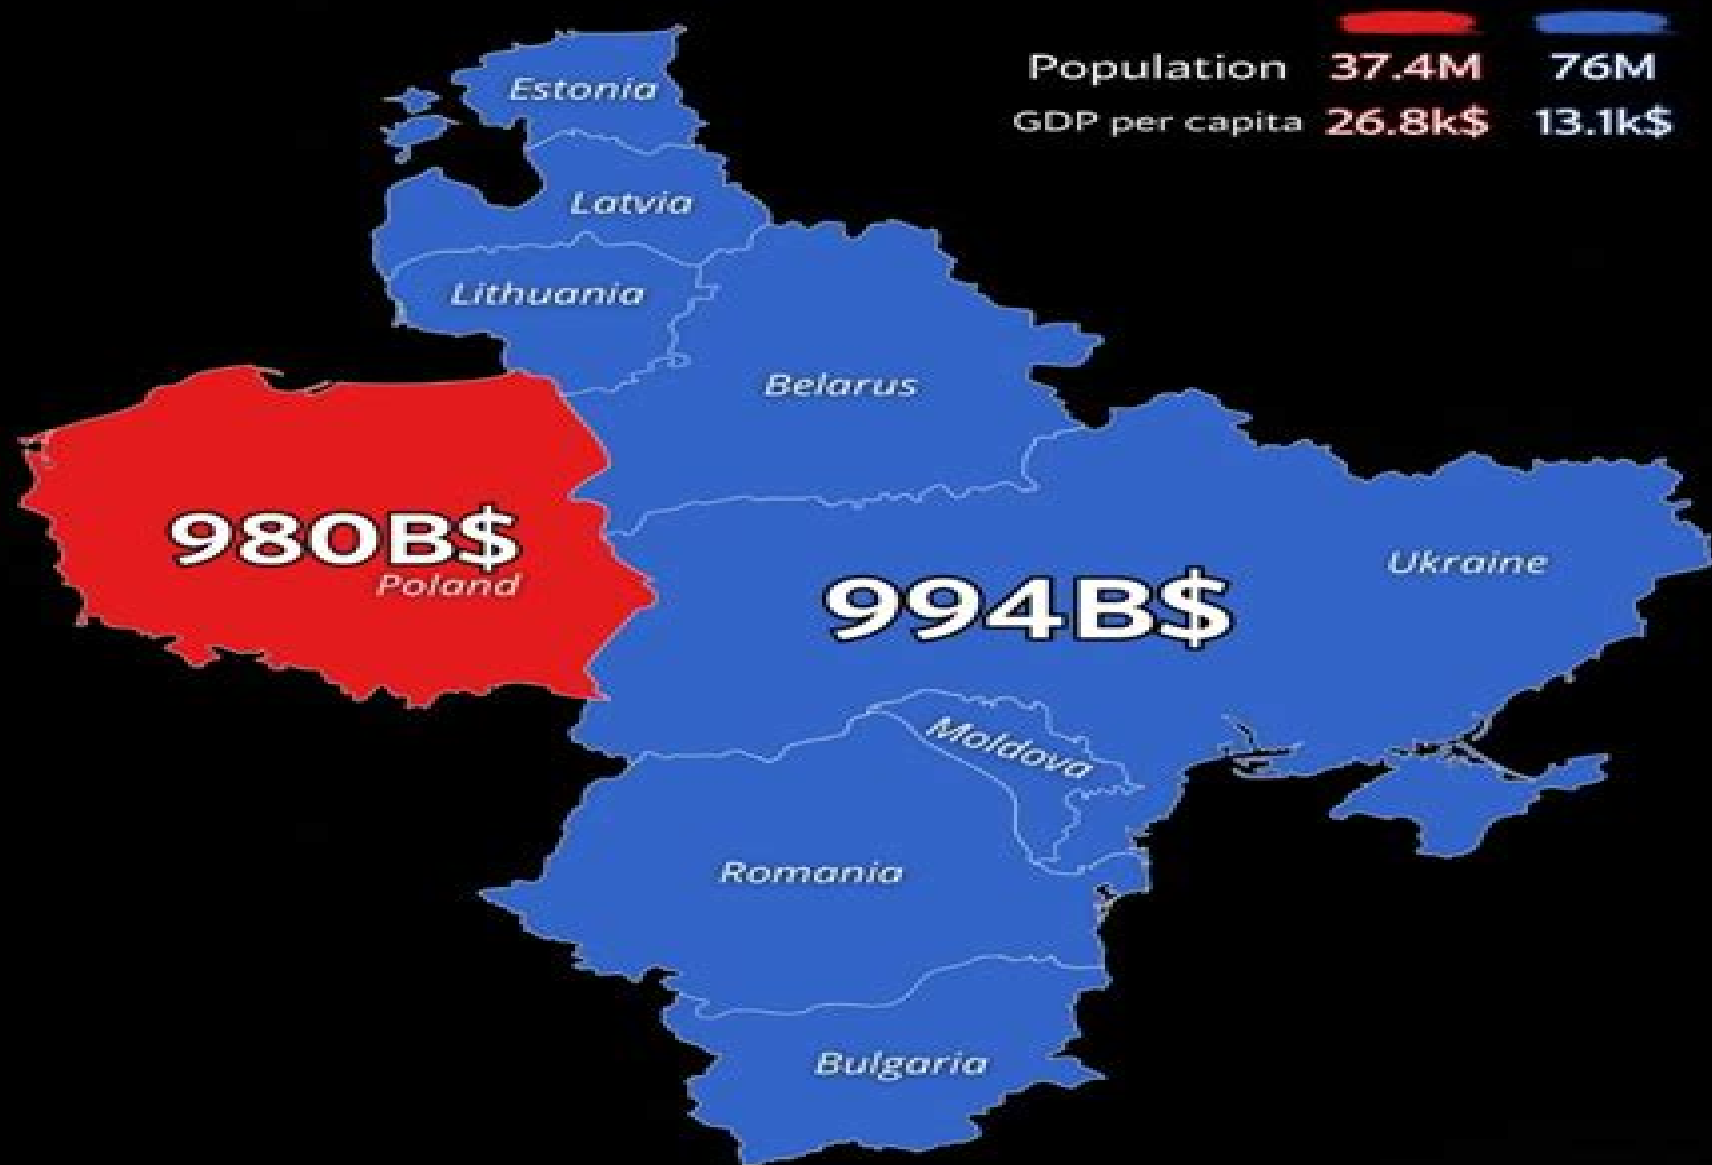 Population 37.4M 76M
GDP per capita 26.8k$ 13.1k$
Estonia
Latvia
Lithuania
Belarus
980B$
Poland
Ukraine
994B$
Moldova
Romania
Bulgaria